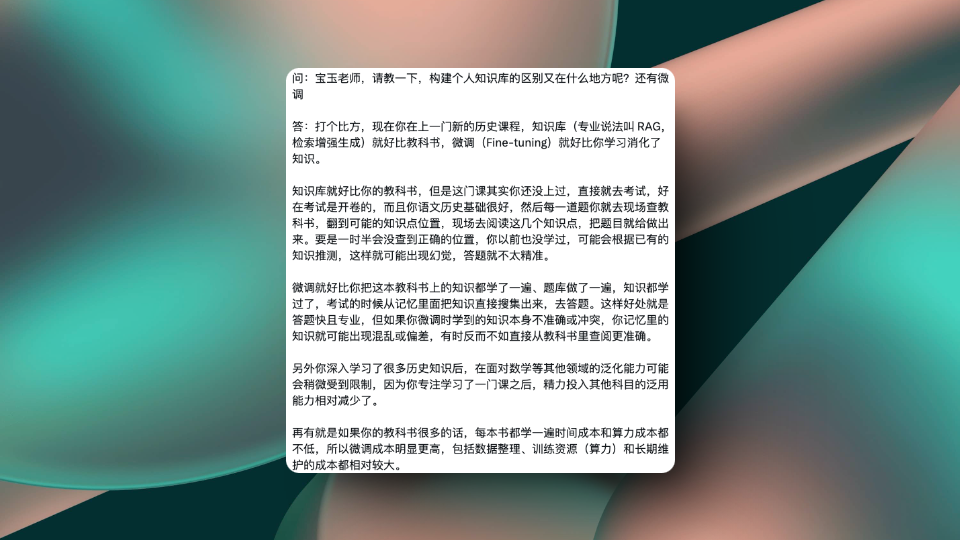 问：宝玉老师，请教一下，构建个人知识库的区别又在什么地方呢？还有微
调
答：打个比方，现在你在上一门新的历史课程，知识库（专业说法叫 RAG，
检索增强生成）就好比教科书，微调（Fine-tuning）就好比你学习消化了
知识。
知识库就好比你的教科书，但是这门课其实你还没上过，直接就去考试，好
在考试是开卷的，而且你语文历史基础很好，然后每一道题你就去现场查教
科书，翻到可能的知识点位置，现场去阅读这几个知识点，把题目就给做出
来。要是一时半会没查到正确的位置，你以前也没学过，可能会根据已有的
知识推测，这样就可能出现幻觉，答题就不太精准。
微调就好比你把这本教科书上的知识都学了一遍、题库做了一遍，知识都学
过了，考试的时候从记忆里面把知识直接搜集出来，去答题。这样好处就是
答题快且专业，但如果你微调时学到的知识本身不准确或冲突，你记忆里的
知识就可能出现混乱或偏差，有时反而不如直接从教科书里查阅更准确。
另外你深入学习了很多历史知识后，在面对数学等其他领域的泛化能力可能
会稍微受到限制，因为你专注学习了一门课之后，精力投入其他科目的泛用
能力相对减少了。
再有就是如果你的教科书很多的话，每本书都学一遍时间成本和算力成本都
不低，所以微调成本明显更高，包括数据整理、训练资源（算力）和长期维
护的成本都相对较大。